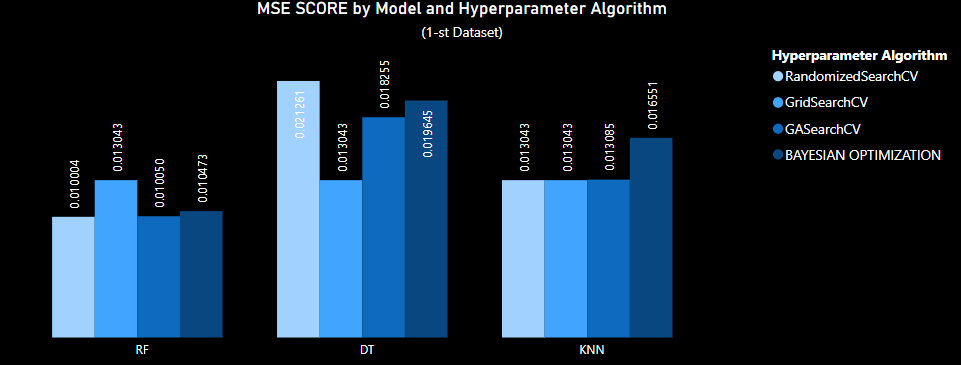 MSE SCORE by Model and Hyperparameter Algorithm
(1-st Dataset)
Hyperparameter Algorithm
RandomizedSearchCV
GridSearchCV
GASearchCV
BAYESIAN OPTIMIZATION
0.010004
0.013043
0.010050
0.010473
0.021261
0.013043
0.018255
0.019645
0.013043
0.013043
0.013085
0.016551
RF
DT
KNN